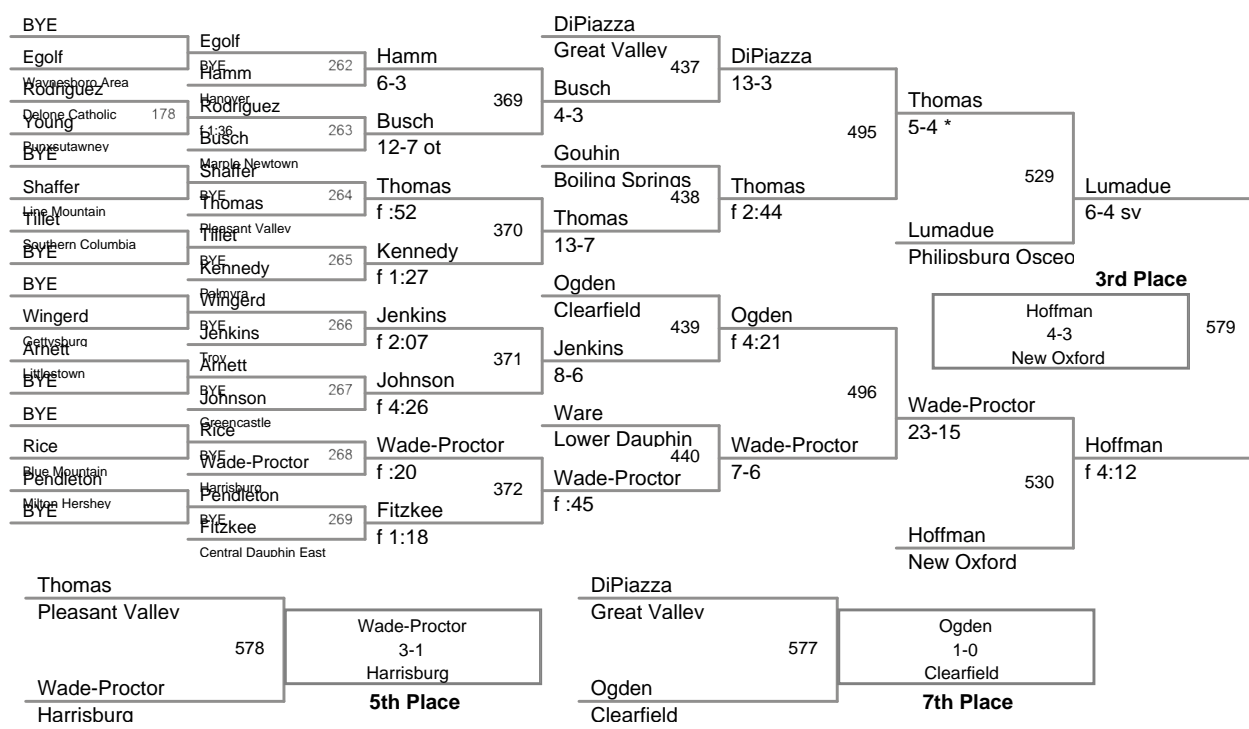 BYE
Egolf
Waynesboro Area
Rodriguez
Delone Catholic
178
Young
Punxsutawney
BYE
Shaffer
Line Mountain
Tillet
Southern Columbia
BYE
BYE
Wingerd
Gettysburg
Arnett
Littlestown
BYE
BYE
Rice
Blue Mountain
Pendleton
Milton Hershey
BYE
Egolf
BYE
262
Hamm
Hanover
Rodriguez
f 1:36
263
Busch
Marple Newtown
Shaffer
BYE
264
Thomas
Pleasant Valley
Tillet
BYE
265
Kennedy
Palmyra
Wingerd
BYE
266
Jenkins
Troy
Arnett
BYE
267
Johnson
Greencastle
Rice
BYE
268
Wade-Proctor
Harrisburg
Pendleton
BYE
269
Fitzkee
Central Dauphin East
Hamm
6-3
369
Busch
12-7 ot
Thomas
f :52
370
Kennedy
f 1:27
Jenkins
f 2:07
371
Johnson
f 4:26
Wade-Proctor
f :20
372
Fitzkee
f 1:18
DiPiazza
Great Valley
437
Busch
4-3
Gouhin
Boiling Springs
438
Thomas
13-7
Ogden
Clearfield
439
Jenkins
8-6
Ware
Lower Dauphin
440
Wade-Proctor
f :45
DiPiazza
13-3
495
Thomas
f 2:44
Ogden
f 4:21
496
Wade-Proctor
7-6
Thomas
5-4 *
529
Lumadue
Philipsburg Osceo
Wade-Proctor
23-15
530
Hoffman
New Oxford
Lumadue
6-4 sv
3rd Place
Hoffman
4-3
New Oxford
579
Hoffman
f 4:12
Thomas
Pleasant Valley
578
Wade-Proctor
Harrisburg
Wade-Proctor
3-1
Harrisburg
5th Place
DiPiazza
Great Valley
577
Ogden
Clearfield
Ogden
1-0
Clearfield
7th Place